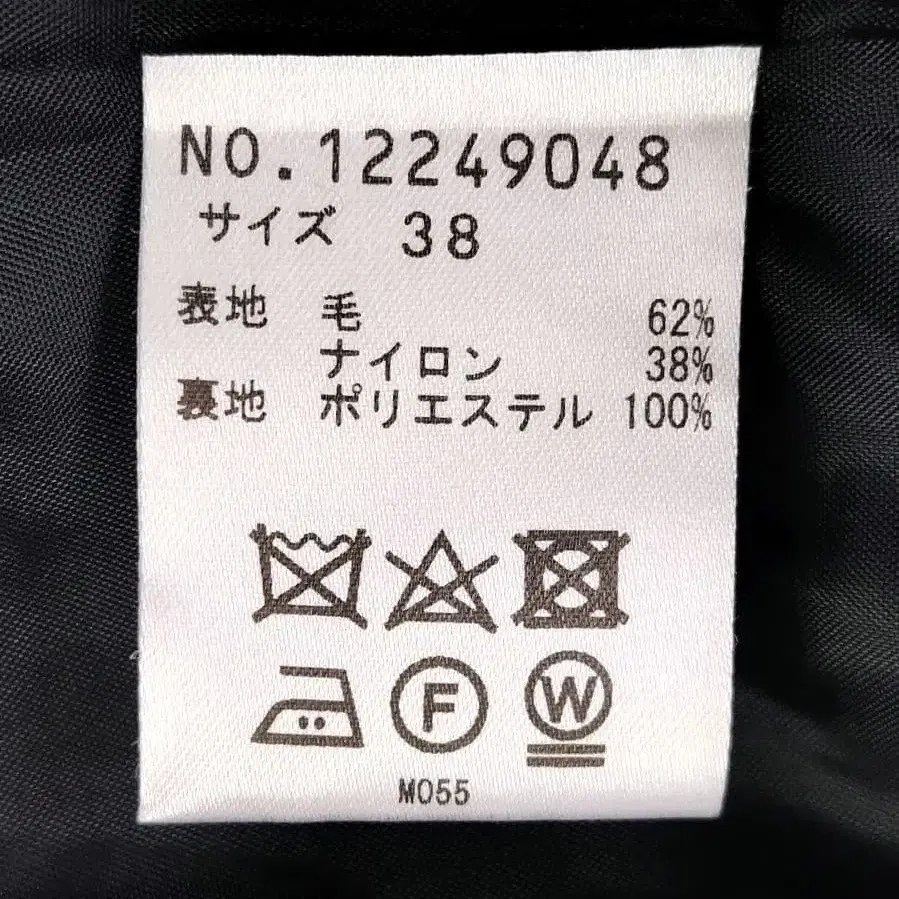 NO.12249048
サイズ 38
表地 毛 62%
ナイロン 38%
裏地 ポリエステル 100%
F W
M055